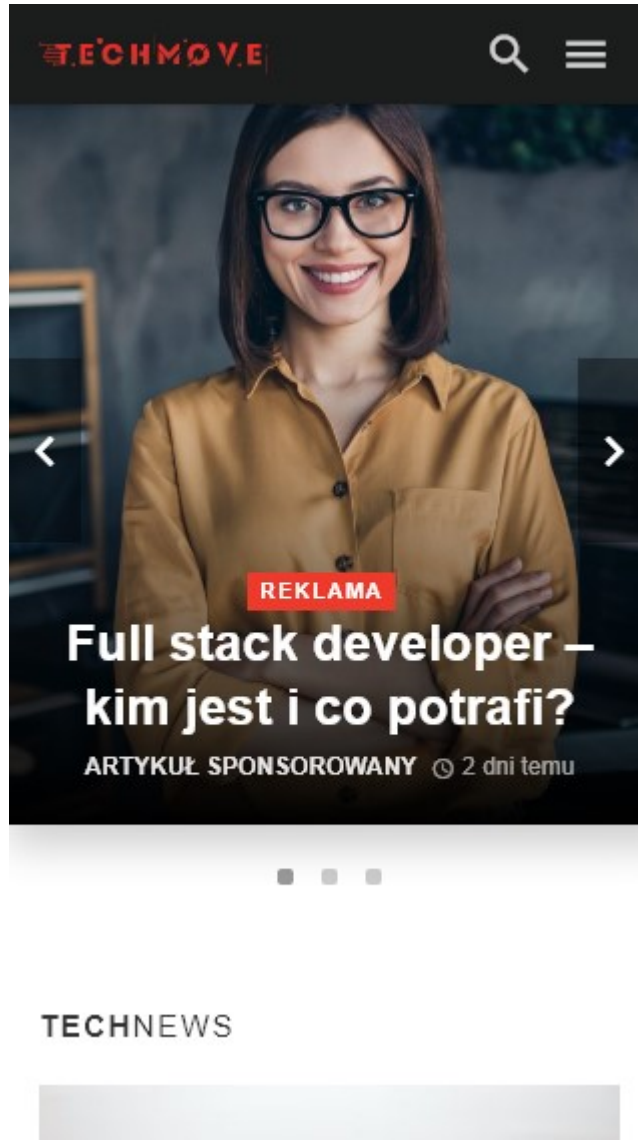 TECHMOVE
REKLAMA
Full stack developer –
kim jest i co potrafi?
ARTYKUŁ SPONSOROWANY 2 dni temu
TECHNEWS